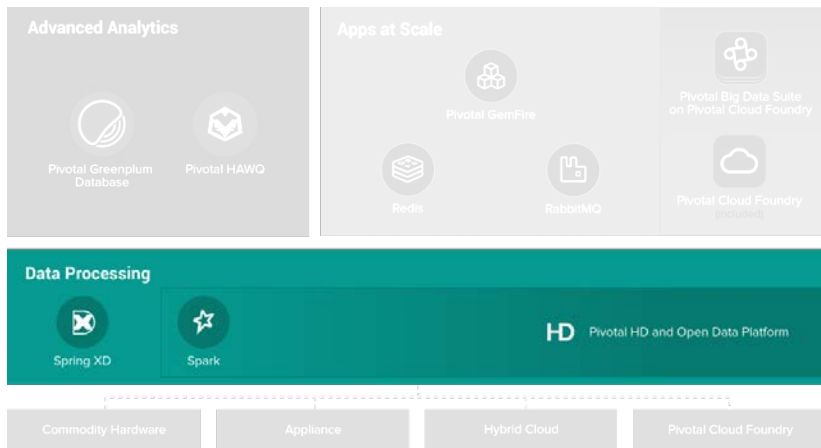 Advanced Analytics
Apps at Scale
Pivotal Big Data Suite
on Pivotal Cloud Foundry
Pivotal GemFire
Pivotal Greenplum
Database
Pivotal HAWQ
Redis
RabbitMQ
Pivotal Cloud Foundry
(included)
Data Processing
Spring XD
Spark
HD
Pivotal HD and Open Data Platform
Commodity Hardware
Appliance
Hybrid Cloud
Pivotal Cloud Foundry